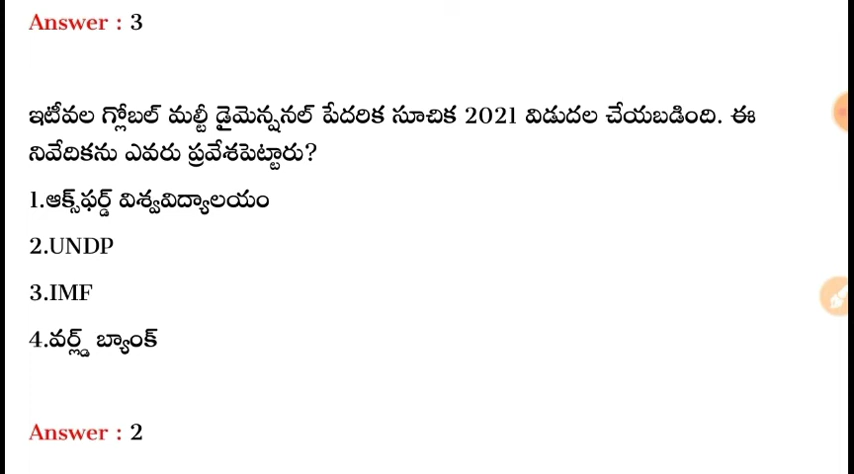 Answer : 3
ఇటీవల గ్లోబల్ మల్టీ డైమెన్షనల్ పేదరిక సూచిక 2021 విడుదల చేయబడింది. ఈ
నివేదికను ఎవరు ప్రవేశపెట్టారు?
1.ఆక్స్‌ఫర్డ్ విశ్వవిద్యాలయం
2.UNDP
3.IMF
4.వర్ల్డ్ బ్యాంక్
Answer : 2